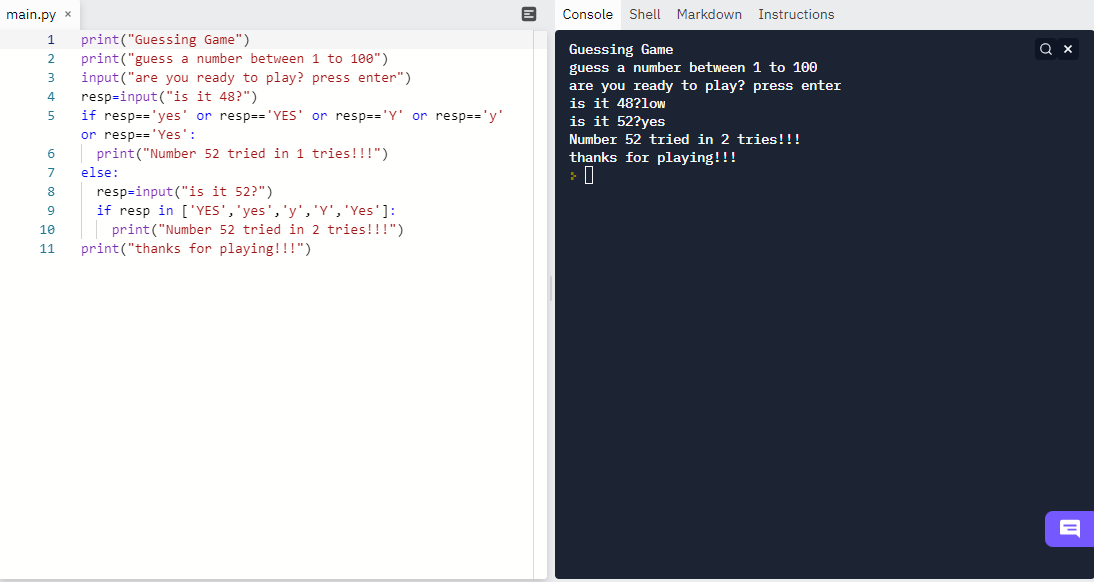 main.py ×
1 print("Guessing Game")
2 print("guess a number between 1 to 100")
3 input("are you ready to play? press enter")
4 resp=input("is it 48?")
5 if resp=='yes' or resp=='YES' or resp=='Y' or resp=='y'
or resp=='Yes':
6 print("Number 52 tried in 1 tries!!!")
7 else:
8 resp=input("is it 52?")
9 if resp in ['YES','yes','y','Y','Yes']:
10 print("Number 52 tried in 2 tries!!!")
11 print("thanks for playing!!!")
Console Shell Markdown Instructions
Guessing Game
guess a number between 1 to 100
are you ready to play? press enter
is it 48?low
is it 52?yes
Number 52 tried in 2 tries!!!
thanks for playing!!!